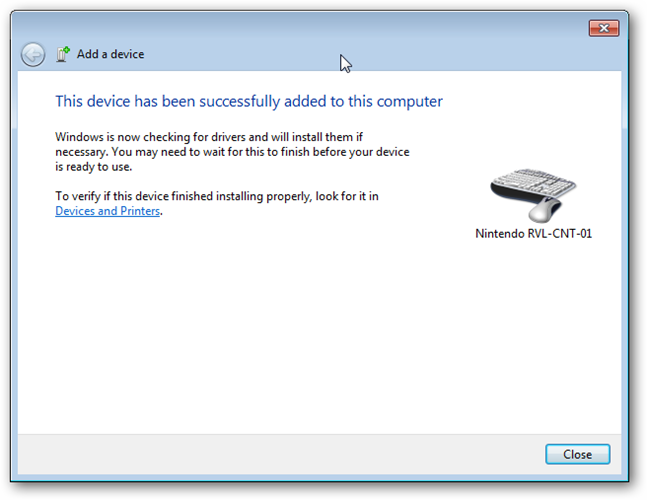 Add a device
This device has been successfully added to this computer
Windows is now checking for drivers and will install them if
necessary. You may need to wait for this to finish before your device
is ready to use.
To verify if this device finished installing properly, look for it in
Devices and Printers.
Nintendo RVL-CNT-01
Close